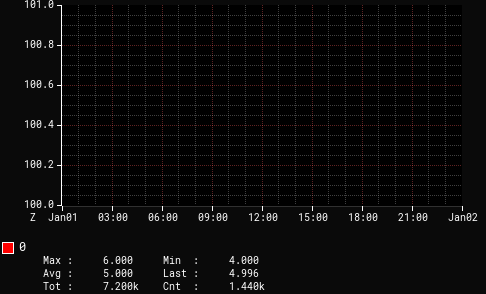 101.0
100.8
100.6
100.4
100.2
100.0
Z Jan01 03:00 06:00 09:00 12:00 15:00 18:00 21:00 Jan02
0
Max : 6.000 Min : 4.000
Avg : 5.000 Last : 4.996
Tot : 7.200k Cnt : 1.440k